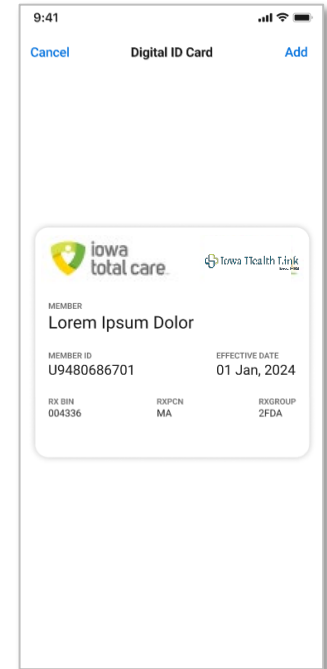 9:41
Cancel Digital ID Card Add
iowa
total care
Iowa Health Link
MEMBER
Lorem Ipsum Dolor
MEMBER ID EFFECTIVE DATE
U9480686701 01 Jan, 2024
RX BIN RXPCN RXGROUP
004336 MA 2FDA